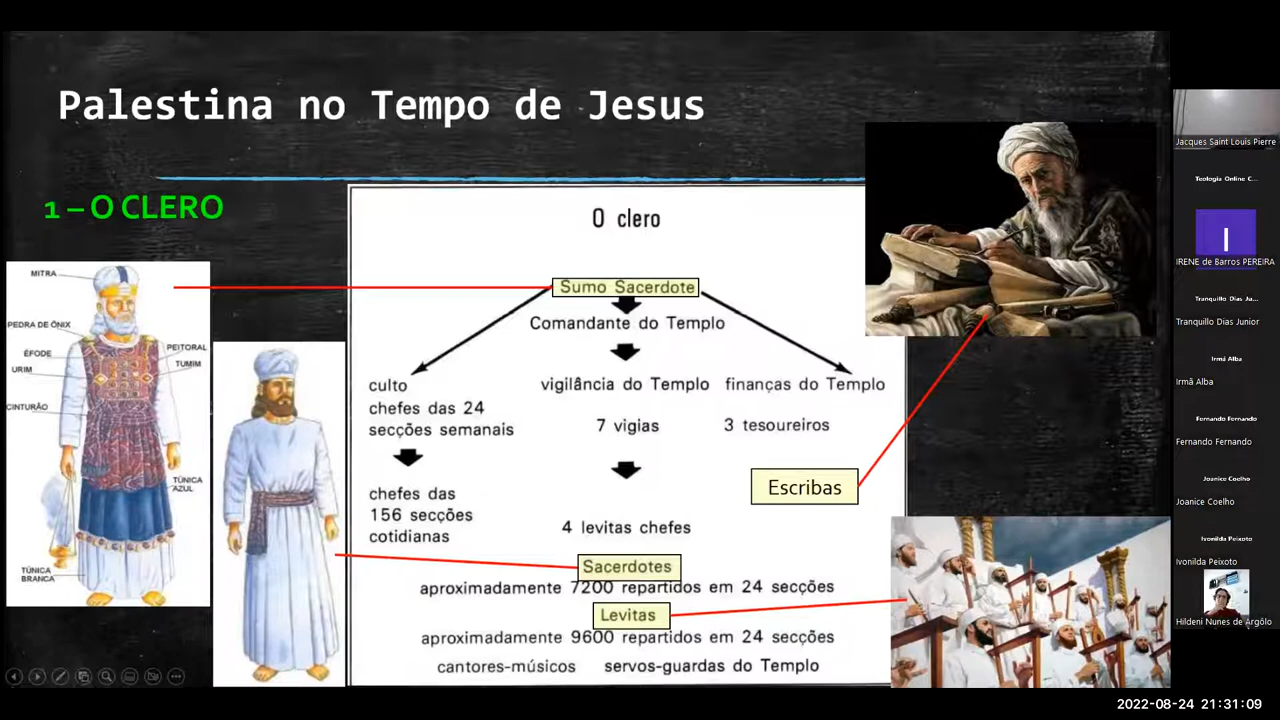 Palestina no Tempo de Jesus
1 – O CLERO
MITRA
PEDRA DE ÔNIX
ÉFODE
URIM
CINTURÃO
PEITORAL
TUMIM
TÚNICA
AZUL
TÚNICA
BRANCA
O clero
Sumo Sacerdote
Comandante do Templo
culto
vigilância do Templo
finanças do Templo
chefes das 24
secções semanais
7 vigias
3 tesoureiros
Escribas
chefes das
156 secções
cotidianas
4 levitas chefes
Sacerdotes
aproximadamente 7200 repartidos em 24 secções
Levitas
aproximadamente 9600 repartidos em 24 secções
cantores-músicos servos-guardas do Templo
Jacques Saint Louis Pierre
Teologia Online C...
I
IRENE de Barros PEREIRA
Tranquillo Dias Ju...
Tranquillo Dias Junior
Irmá Alba
Irmã Alba
Fernando Fernando
Fernando Fernando
Joanice Coelho
Joanice Coelho
Ivonilda Peixoto
Ivonilda Peixoto
Hildeni Nunes de Argôlo
2022-08-24 21:31:09